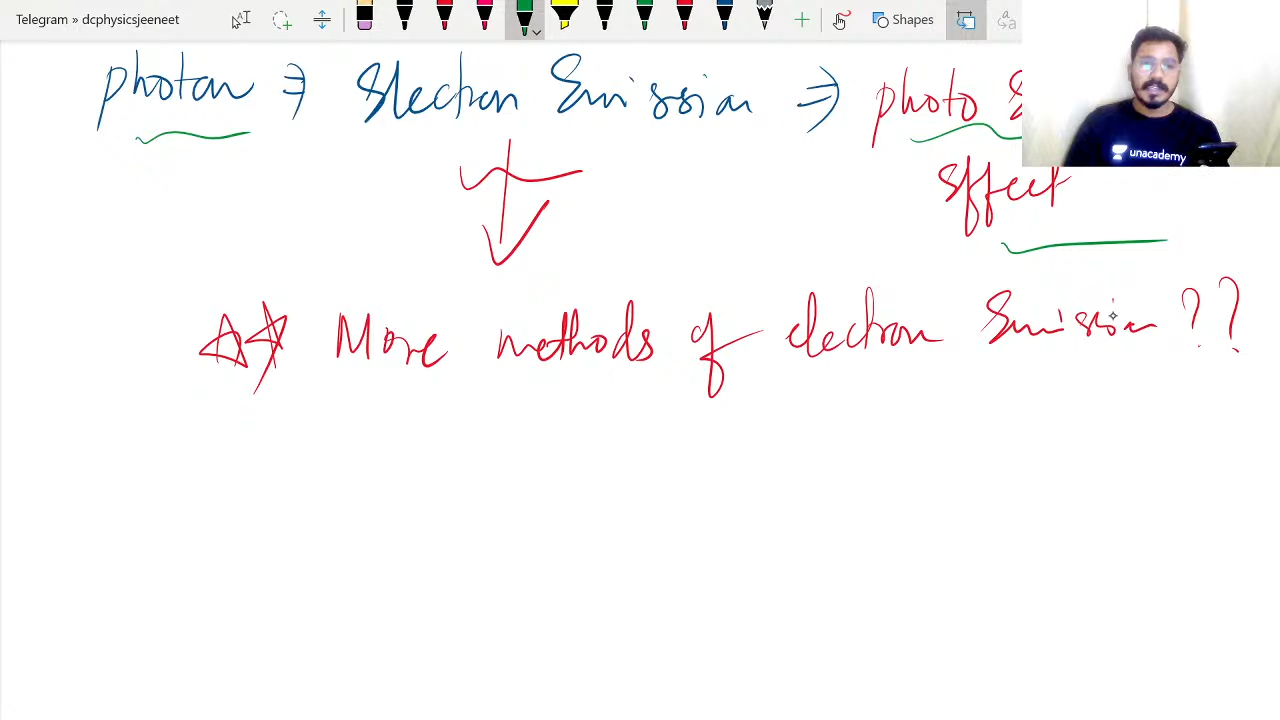 Telegram » dcphysicsjeeneet
Shapes
photon ⇒ Electron Emission ⇒ photo
Effect
unacademy
More methods of electron Emission ??